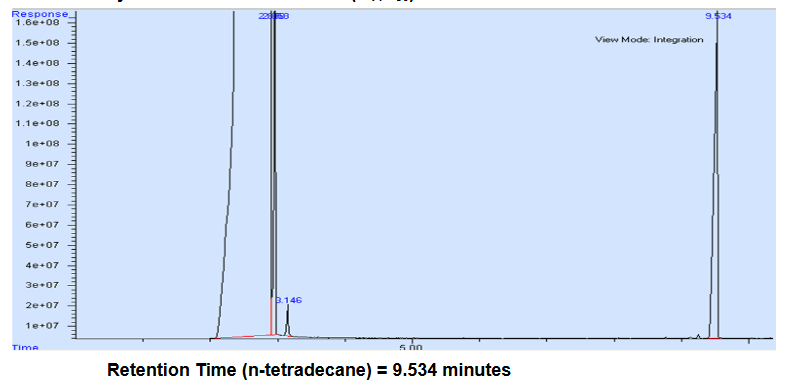 Response_
1.6e+08
1.5e+08
1.4e+08
1.3e+08
1.2e+08
1.1e+08
1e+08
9e+07
8e+07
7e+07
6e+07
5e+07
4e+07
3e+07
2e+07
1e+07
Time
9.534
View Mode: Integration
3.146
5.00
Retention Time (n-tetradecane) = 9.534 minutes